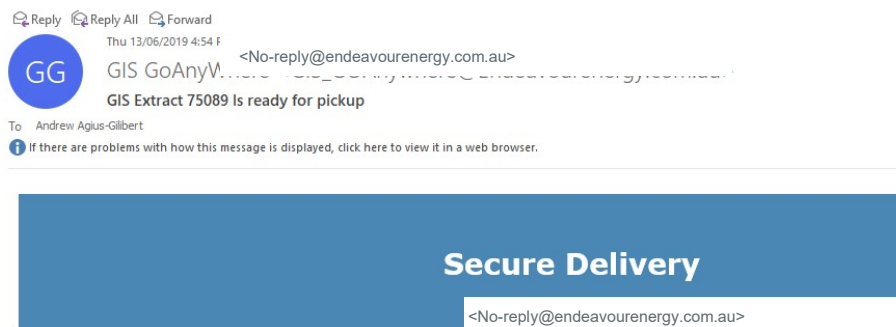 Reply Reply All Forward
Thu 13/06/2019 4:54
<No-reply@endeavourenergy.com.au>
GG
GIS
GIS Extract 75089 Is ready for pickup
To Andrew Agius-Gilibert
If there are problems with how this message is displayed, click here to view it in a web browser.
Secure Delivery
<No-reply@endeavourenergy.com.au>